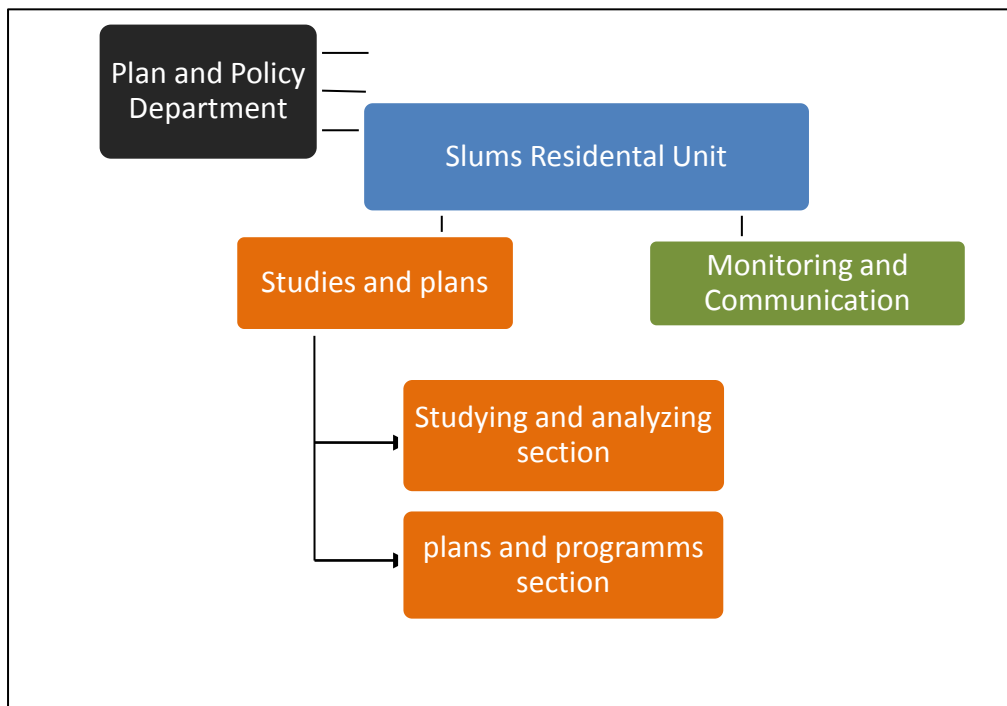 Plan and Policy
Department
Slums Residental Unit
Studies and plans
Monitoring and
Communication
Studying and analyzing
section
plans and programms
section